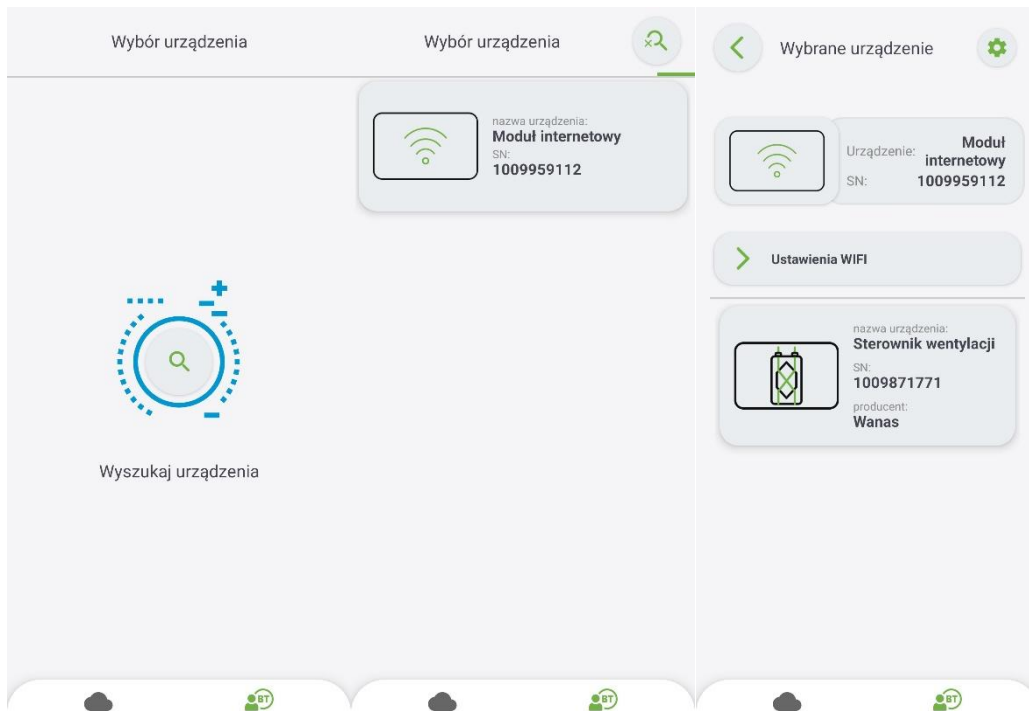 Wybór urządzenia
Wyszukaj urządzenia
BT
Wybór urządzenia
nazwa urządzenia:
Moduł internetowy
SN:
1009959112
BT
Wybrane urządzenie
Urządzenie: Moduł
internetowy
SN: 1009959112
Ustawienia WIFI
nazwa urządzenia:
Sterownik wentylacji
SN:
1009871771
producent:
Wanas
BT